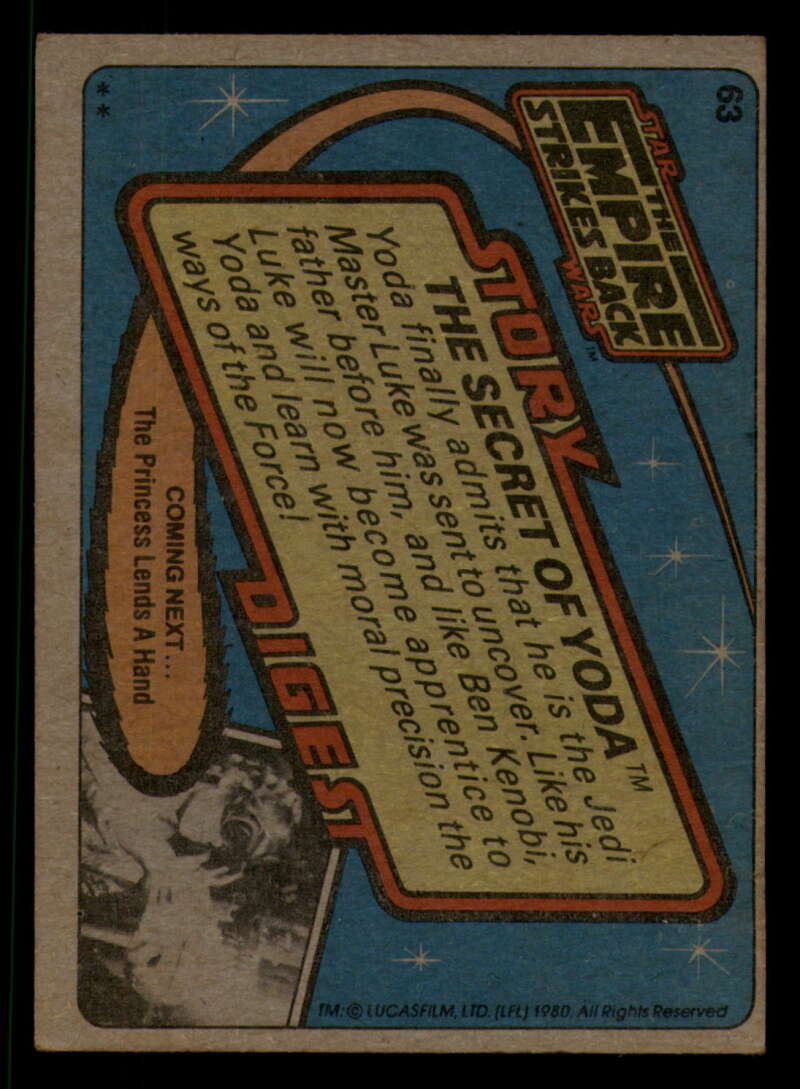 63
STAR
THE
EMPIRE
STRIKES BACK
WARS™
STORY
THE SECRET OF YODA™
Yoda finally admits that he is the Jedi
Master Luke was sent to uncover. Like his
father before him, and like Ben Kenobi,
Luke will now become apprentice to
Yoda and learn with moral precision the
ways of the Force!
DIGEST
COMING NEXT...
The Princess Lends A Hand
**
TM: © LUCASFILM, LTD. (LFL) 1980. All Rights Reserved